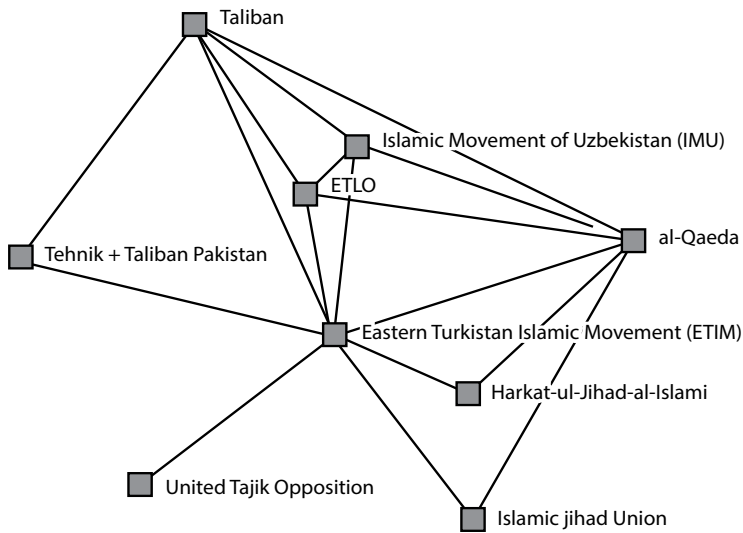 Taliban
Islamic Movement of Uzbekistan (IMU)
ETLO
al-Qaeda
Tehnik + Taliban Pakistan
Eastern Turkistan Islamic Movement (ETIM)
Harkat-ul-Jihad-al-Islami
United Tajik Opposition
Islamic jihad Union